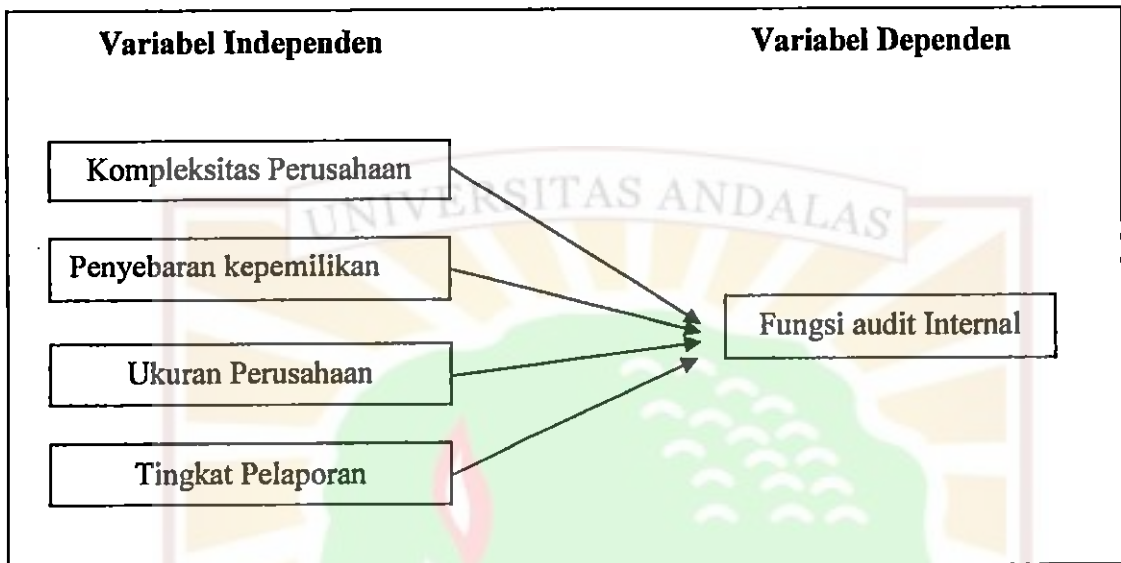 Variabel Independen
Variabel Dependen
Kompleksitas Perusahaan
UNIVERSITAS ANDALAS
Penyebaran kepemilikan
Fungsi audit Internal
Ukuran Perusahaan
Tingkat Pelaporan